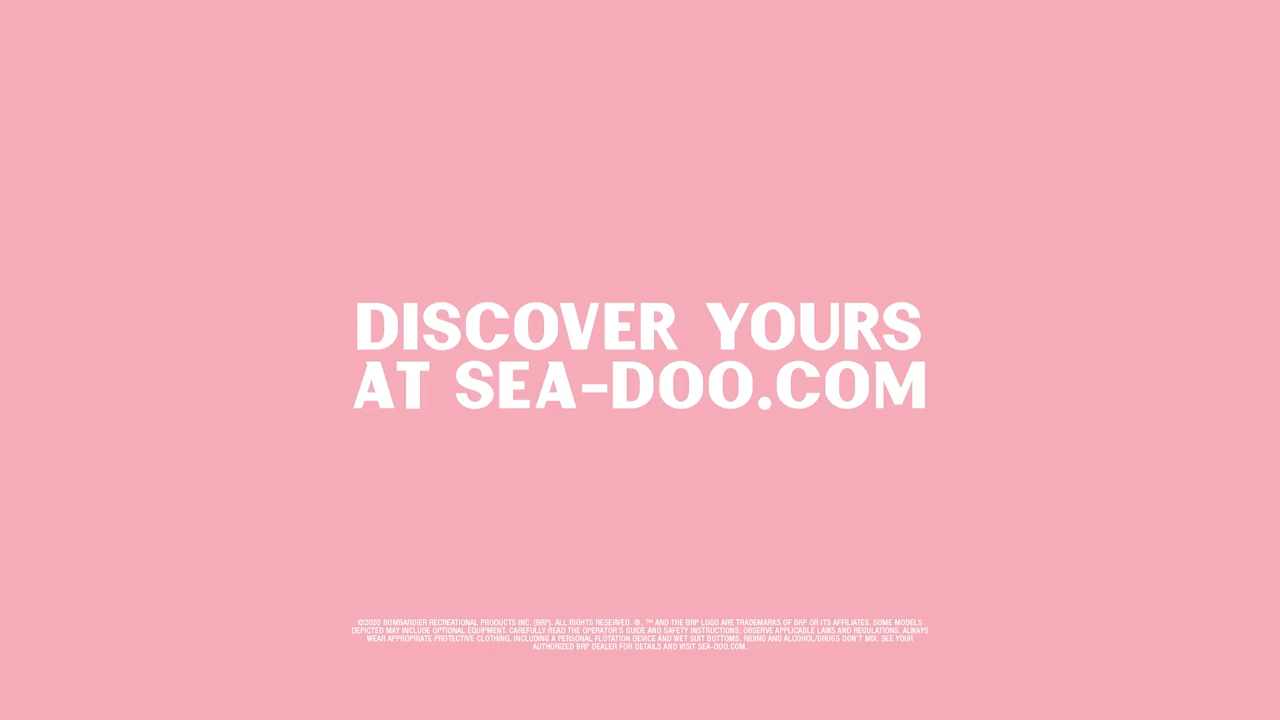 DISCOVER YOURS
AT SEA-DOO.COM
©2020 BOMBARDIER RECREATIONAL PRODUCTS INC. (BRP). ALL RIGHTS RESERVED. ®, ™ AND THE BRP LOGO ARE TRADEMARKS OF BRP OR ITS AFFILIATES. SOME MODELS
DEPICTED MAY INCLUDE OPTIONAL EQUIPMENT. CAREFULLY READ THE OPERATOR'S GUIDE AND SAFETY INSTRUCTIONS. OBSERVE APPLICABLE LAWS AND REGULATIONS. ALWAYS
WEAR APPROPRIATE PROTECTIVE CLOTHING, INCLUDING A PERSONAL FLOTATION DEVICE AND WET SUIT BOTTOMS. RIDING AND ALCOHOL/DRUGS DON'T MIX. SEE YOUR
AUTHORIZED BRP DEALER FOR DETAILS AND VISIT SEA-DOO.COM.